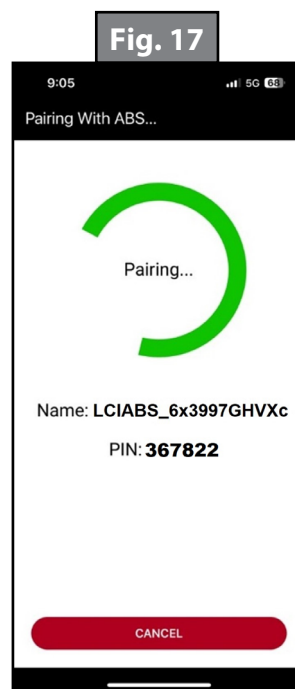 Fig. 17
9:05 5G 68
Pairing With ABS...
Pairing...
Name: LCIABS_6x3997GHVXc
PIN: 367822
CANCEL